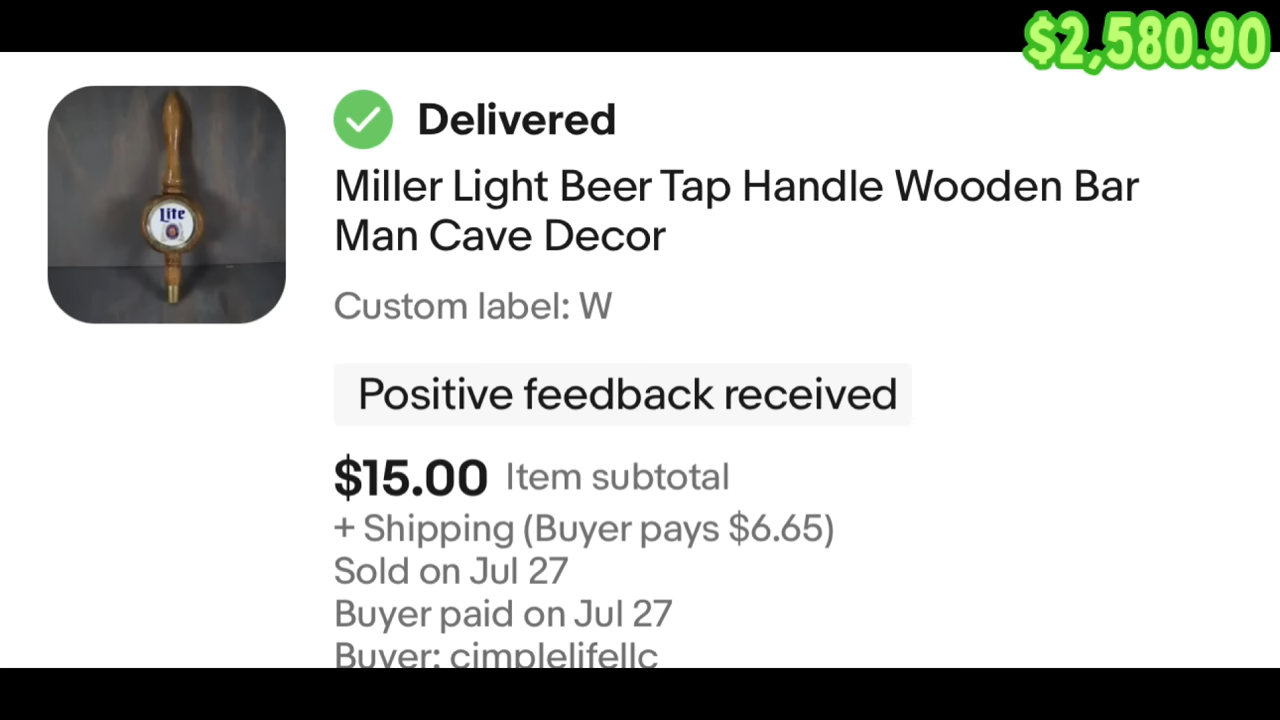 $2,580.90
Delivered
Lite
Miller Light Beer Tap Handle Wooden Bar
Man Cave Decor
Custom label: W
Positive feedback received
$15.00 Item subtotal
+ Shipping (Buyer pays $6.65)
Sold on Jul 27
Buyer paid on Jul 27
Buyer: cimplelifellc